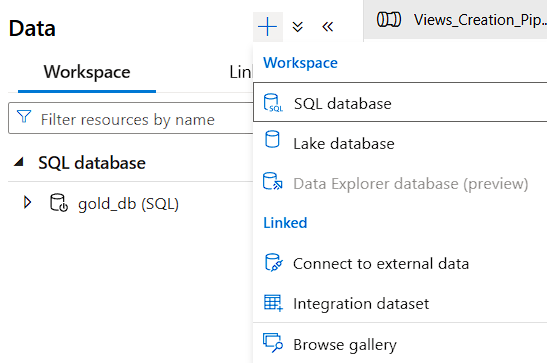 Data
Views_Creation_Pip...
Workspace
Workspace
SQL
SQL database
Filter resources by name
Lake database
SQL database
Data Explorer database (preview)
gold_db (SQL)
Linked
Connect to external data
Integration dataset
Browse gallery